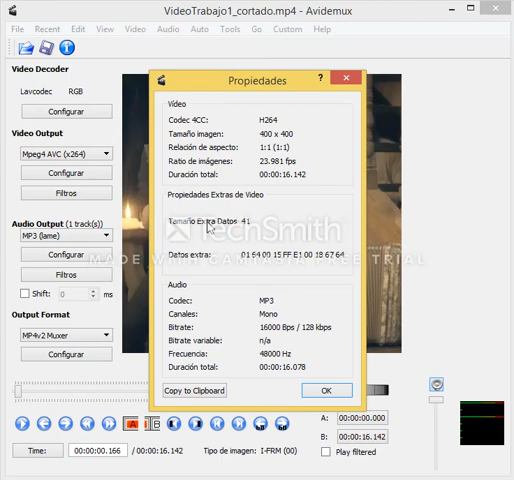 VideoTrabajo1_cortado.mp4 - Avidemux
File Recent Edit View Video Audio Auto Tools Go Custom Help
Video Decoder
Lavcodec RGB
Configurar
Video Output
Mpeg4 AVC (x264)
Configurar
Filtros
Audio Output (1 track(s))
MP3 (lame)
Configurar
Filtros
Shift: 0 ms
Output Format
MP4v2 Muxer
Configurar
Propiedades
?
Vídeo
Codec 4CC: H264
Tamaño imagen: 400 x 400
Relación de aspecto: 1:1 (1:1)
Ratio de imágenes: 23.981 fps
Duración total: 00:00:16.142
Propiedades Extras de Video
Tamaño Extra Datos 41
Datos extra: 01 64 00 15 FF E1 00 18 67 64
TechSmith
MADE WITH CAMTASIA FREE TRIAL
Audio
Codec: MP3
Canales: Mono
Bitrate: 16000 Bps / 128 kbps
Bitrate variable: n/a
Frecuencia: 48000 Hz
Duración total: 00:00:16.078
Copy to Clipboard
OK
A B
60 60
A: 00:00:00.000
B: 00:00:16.142
Time: 00:00:00.166 / 00:00:16.142 Tipo de imagen: I-FRM (00)
Play filtered